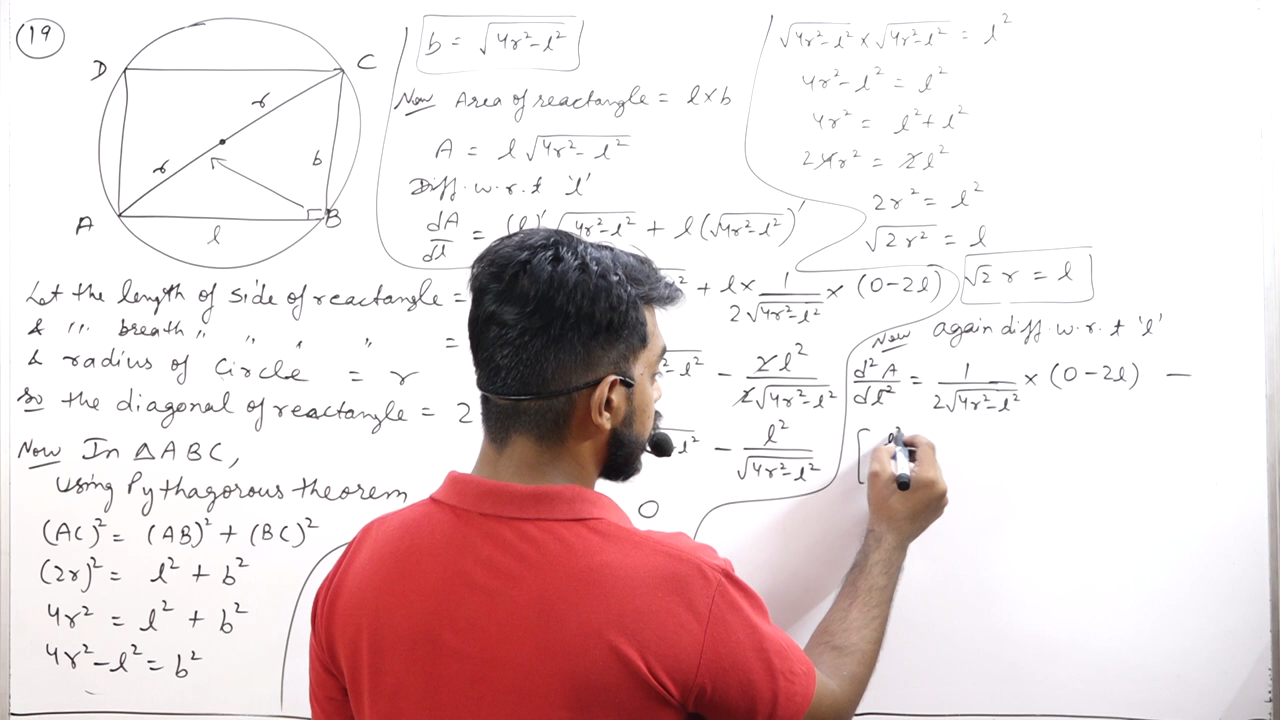 19
D
C
r
r
b
A
B
l
Let the length of side of reactangle =
& ,, breath ,, ,, ,, ,, =
& radius of Circle = r
So the diagonal of reactangle = 2
Now In △ABC,
Using Pythagorous theorem
(AC)² = (AB)² + (BC)²
(2r)² = l² + b²
4r² = l² + b²
4r² - l² = b²
b = √4r²-l²
Now Area of reactangle = l×b
A = l √4r²-l²
Diff. w.r.t 'l'
dA/dl = (l)' √4r²-l² + l(√4r²-l²)'
+ l× 1/2√4r²-l² × (0-2l)
- 2l²/2√4r²-l²
- l²/√4r²-l²
0
√4r²-l² × √4r²-l² = l²
4r²-l² = l²
4r² = l²+l²
2 4r² = 2l²
2r² = l²
√2r² = l
√2 r = l
Now again diff. w.r.t 'l'
d²A/dl² = 1/2√4r²-l² × (0-2l) -
[